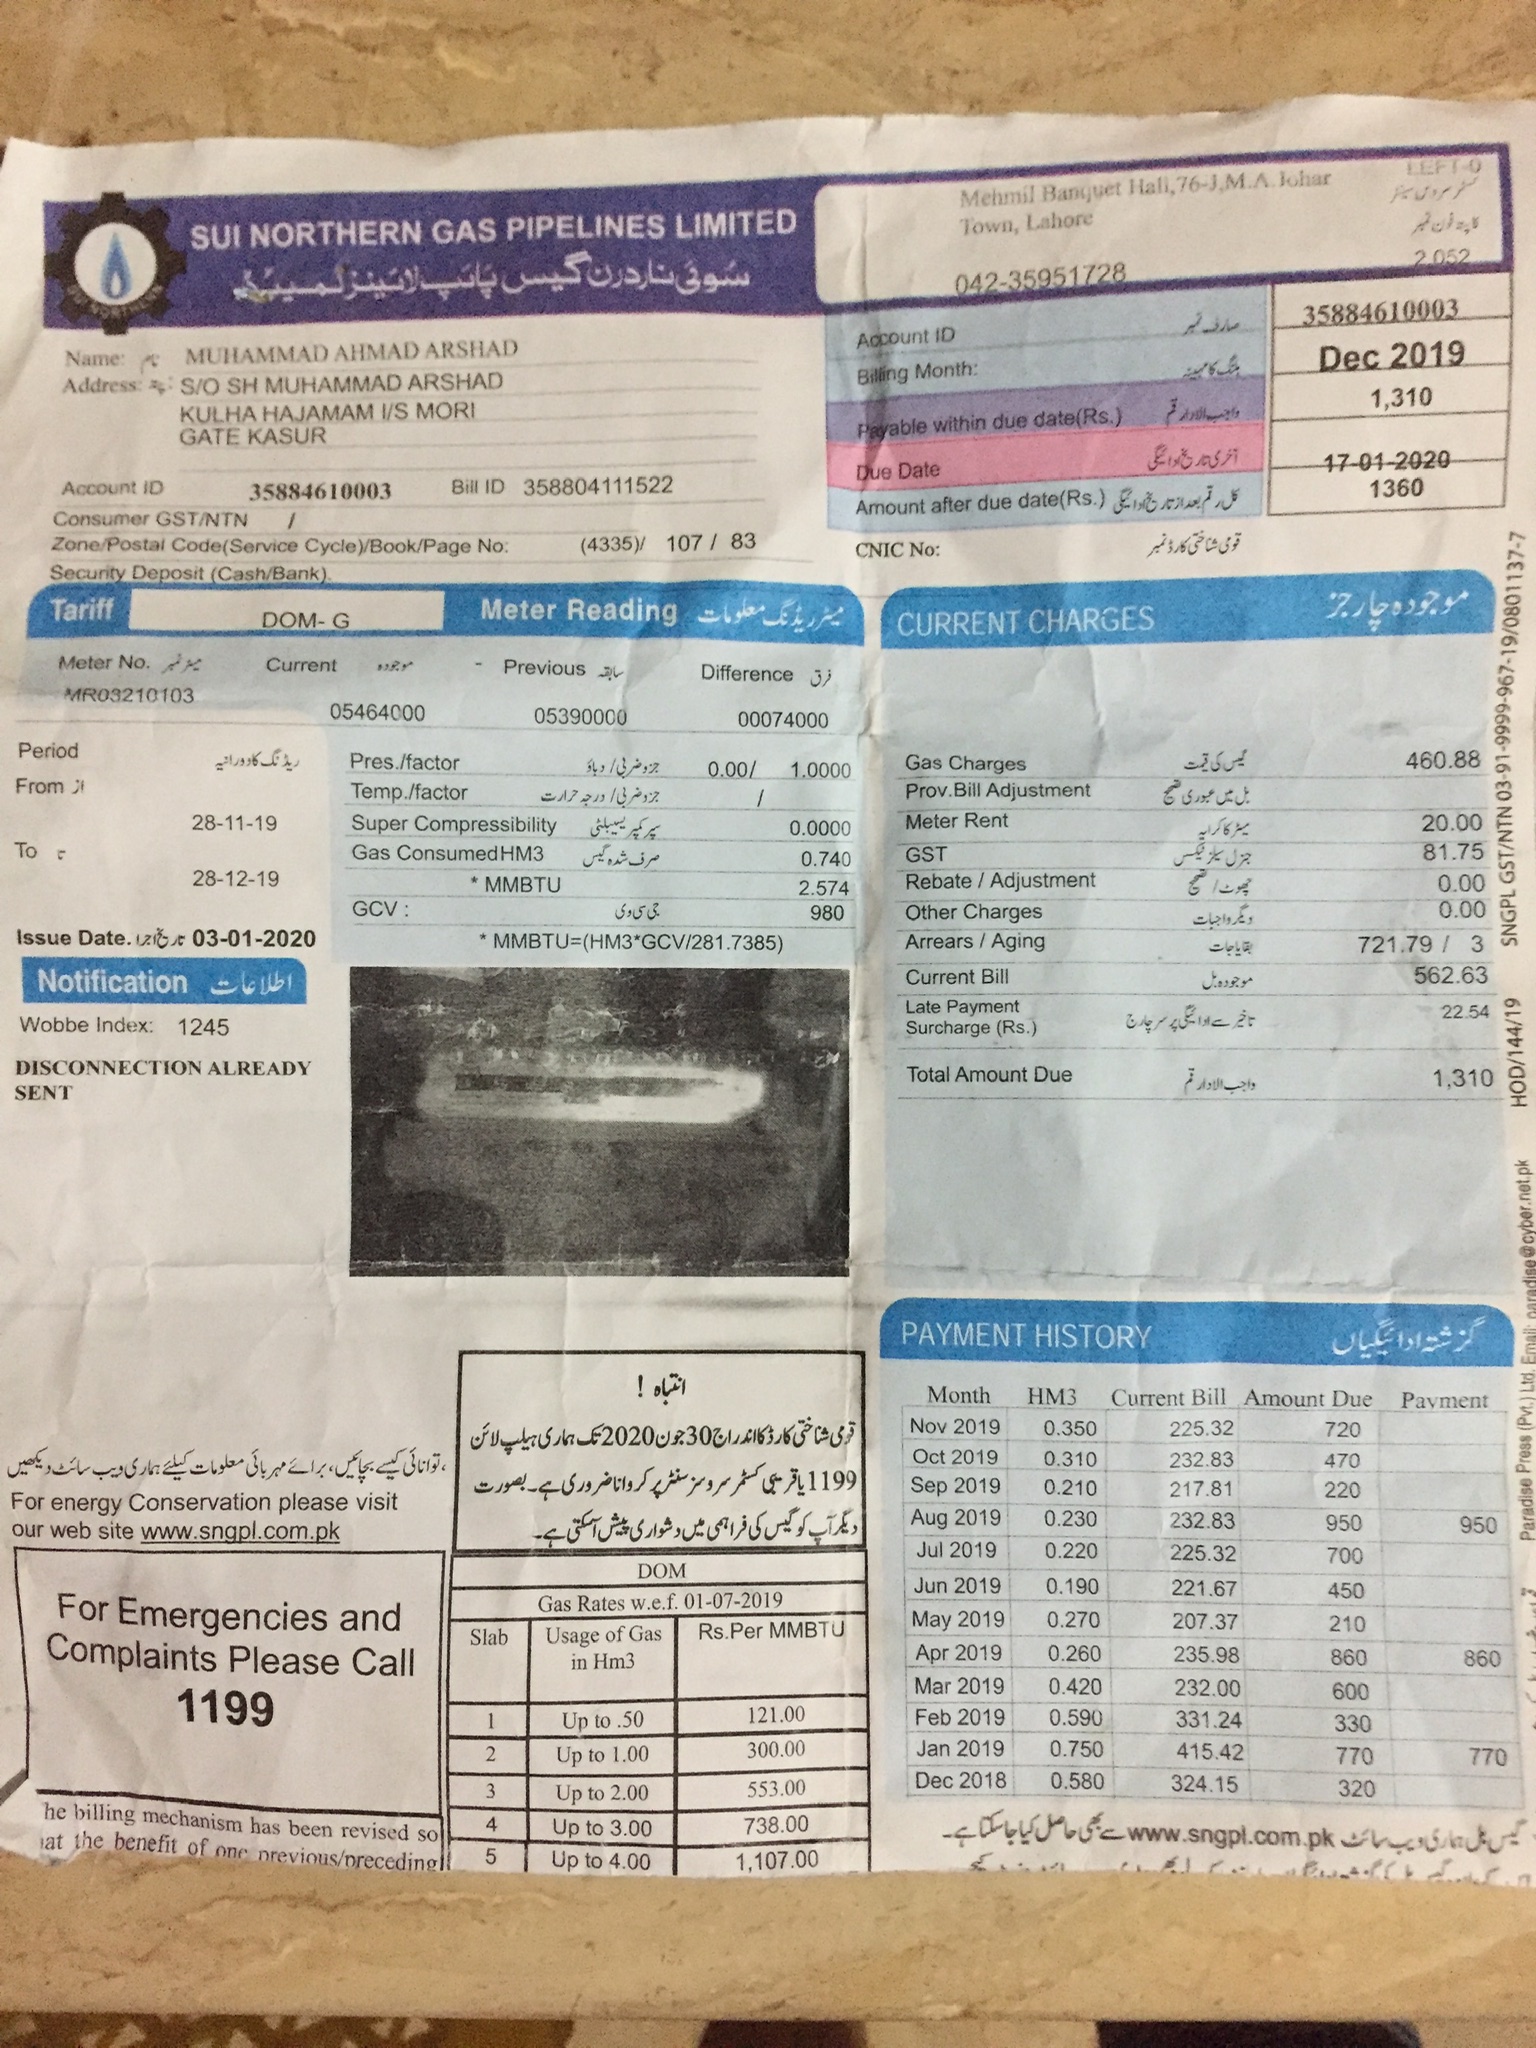 SUI NORTHERN GAS PIPELINES LIMITED
سوئی ناردرن گیس پائپ لائینز لمیٹڈ
Mehmil Banquet Hall,76-J,M.A.Johar
Town, Lahore
042-35951728
2.052
Name: نام MUHAMMAD AHMAD ARSHAD
Address: پتہ: S/O SH MUHAMMAD ARSHAD
KULHA HAJAMAM I/S MORI
GATE KASUR
Account ID 35884610003 Bill ID 358804111522
Consumer GST/NTN /
Zone/Postal Code(Service Cycle)/Book/Page No: (4335)/ 107 / 83
Security Deposit (Cash/Bank).
Account ID صارف نمبر 35884610003
Billing Month: بلنگ کا مہینہ Dec 2019
Payable within due date(Rs.) واجب الادا رقم 1,310
Due Date آخری تاریخ ادائیگی 17-01-2020
Amount after due date(Rs.) کل رقم بعد از تاریخ ادائیگی 1360
CNIC No: قومی شناختی کارڈ نمبر
Tariff DOM- G Meter Reading میٹر ریڈنگ معلومات
Meter No. میٹر نمبر Current موجودہ - Previous سابقہ Difference فرق
MR03210103 05464000 05390000 00074000
Period ریڈنگ کا دورانیہ
From از
28-11-19
To تا
28-12-19
Issue Date. تاریخ اجرا 03-01-2020
Pres./factor جزو ضربی/دباؤ 0.00/ 1.0000
Temp./factor جزو ضربی/درجہ حرارت /
Super Compressibility سپر کمپریسیبلٹی 0.0000
Gas ConsumedHM3 صرف شدہ گیس 0.740
* MMBTU 2.574
GCV : جی سی وی 980
* MMBTU=(HM3*GCV/281.7385)
Notification اطلاعات
Wobbe Index: 1245
DISCONNECTION ALREADY
SENT
CURRENT CHARGES موجودہ چارجز
Gas Charges گیس کی قیمت 460.88
Prov.Bill Adjustment بل میں عبوری تصحیح
Meter Rent میٹر کا کرایہ 20.00
GST جنرل سیلز ٹیکس 81.75
Rebate / Adjustment چھوٹ/تصحیح 0.00
Other Charges دیگر واجبات 0.00
Arrears / Aging بقایا جات 721.79 / 3
Current Bill موجودہ بل 562.63
Late Payment
Surcharge (Rs.) تاخیر سے ادائیگی پر سرچارج 22.54
Total Amount Due واجب الادا رقم 1,310
PAYMENT HISTORY گزشتہ ادائیگیاں
Month HM3 Current Bill Amount Due Payment
Nov 2019 0.350 225.32 720
Oct 2019 0.310 232.83 470
Sep 2019 0.210 217.81 220
Aug 2019 0.230 232.83 950 950
Jul 2019 0.220 225.32 700
Jun 2019 0.190 221.67 450
May 2019 0.270 207.37 210
Apr 2019 0.260 235.98 860 860
Mar 2019 0.420 232.00 600
Feb 2019 0.590 331.24 330
Jan 2019 0.750 415.42 770 770
Dec 2018 0.580 324.15 320
گیس بل ہماری ویب سائٹ www.sngpl.com.pk سے بھی حاصل کیا جا سکتا ہے۔
انتباہ !
قومی شناختی کارڈ کا اندراج 30 جون 2020 تک ہماری ہیلپ لائن
1199 یا قریبی کسٹمر سروسز سنٹر پر کروانا ضروری ہے۔ بصورت
دیگر آپ کو گیس کی فراہمی میں دشواری پیش آسکتی ہے۔
توانائی کیسے بچائیں، برائے مہربانی معلومات کیلئے ہماری ویب سائٹ دیکھیں،
For energy Conservation please visit
our web site www.sngpl.com.pk
For Emergencies and
Complaints Please Call
1199
he billing mechanism has been revised so
at the benefit of one previous/preceding
DOM
Gas Rates w.e.f. 01-07-2019
Slab Usage of Gas in Hm3 Rs.Per MMBTU
1 Up to .50 121.00
2 Up to 1.00 300.00
3 Up to 2.00 553.00
4 Up to 3.00 738.00
5 Up to 4.00 1,107.00
SNGPL GST/NTN 03-91-9999-967-19/0801137-7
HOD/144/19
Paradise Press (Pvt.) Ltd. Email: paradise@cyber.net.pk